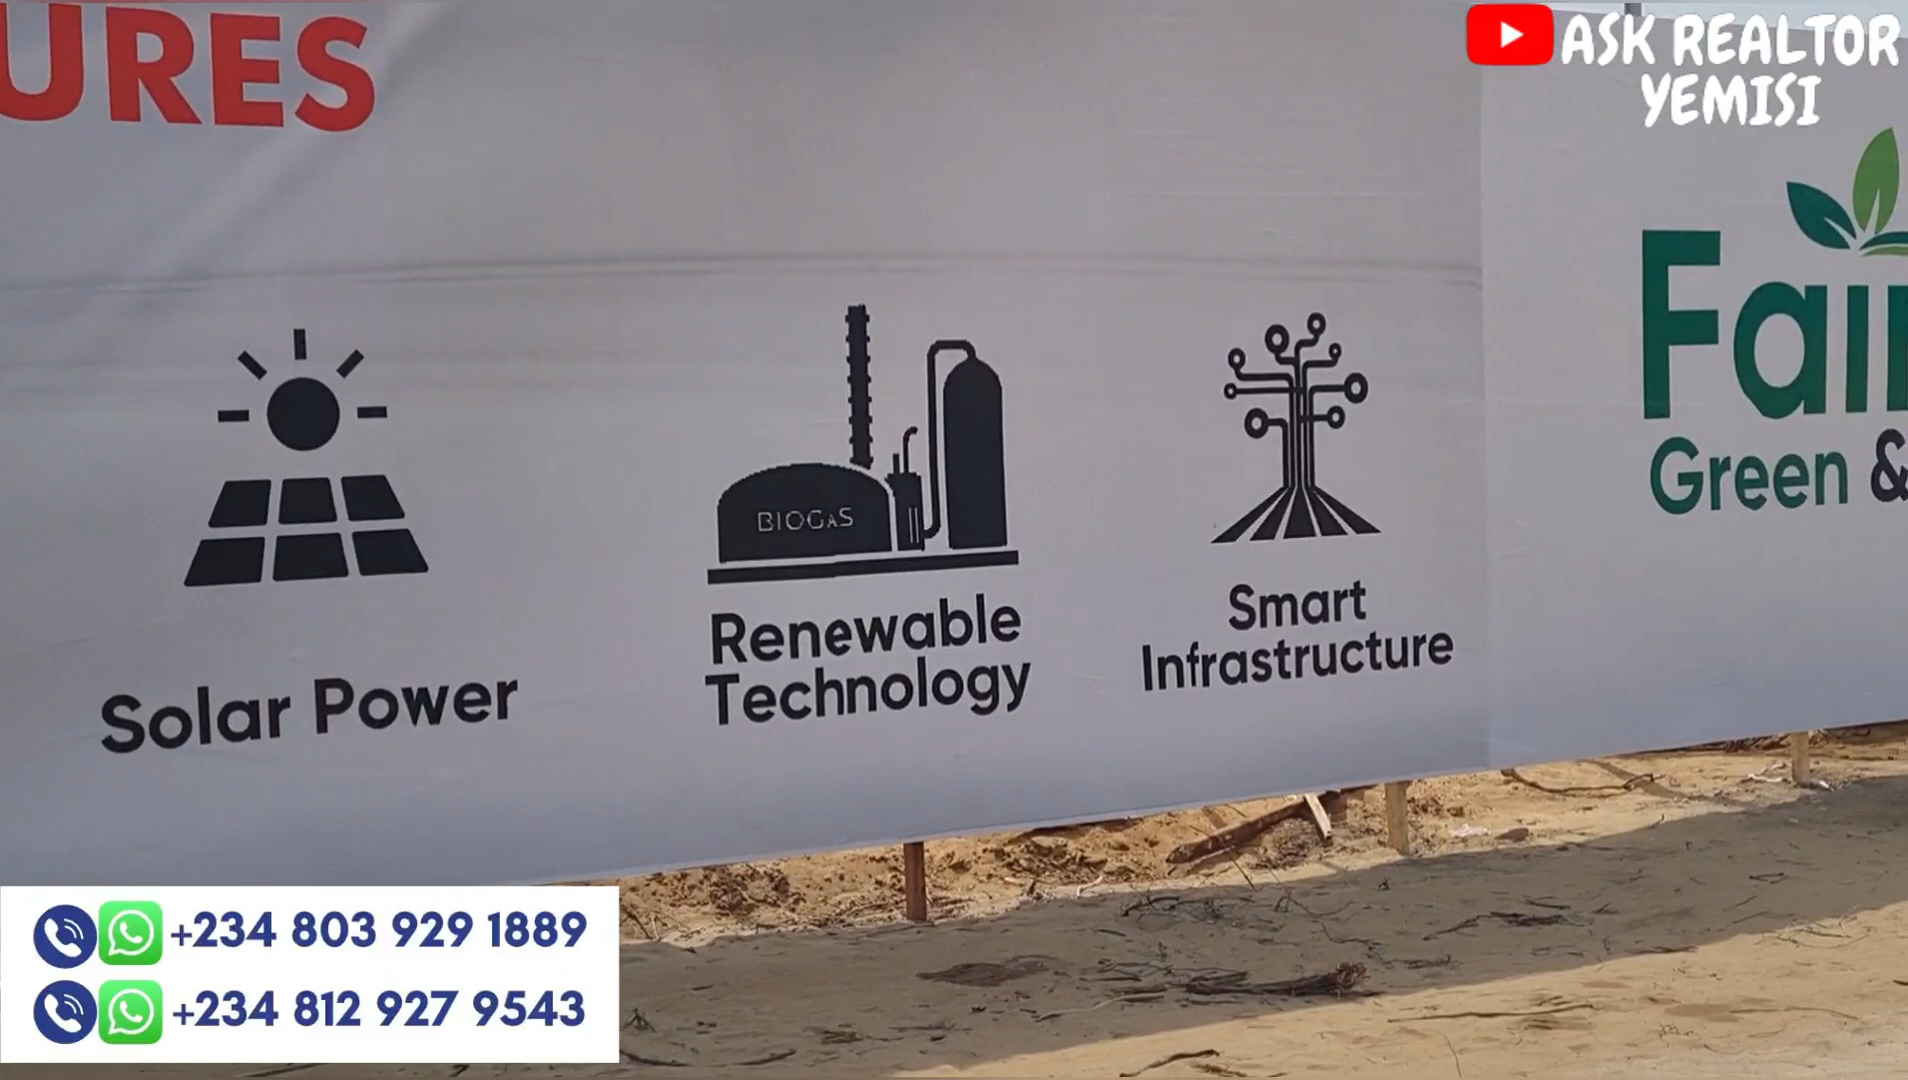 URES
ASK REALTOR
YEMISI
BIOGAS
Solar Power
Renewable
Technology
Smart
Infrastructure
Green &
+234 803 929 1889
+234 812 927 9543